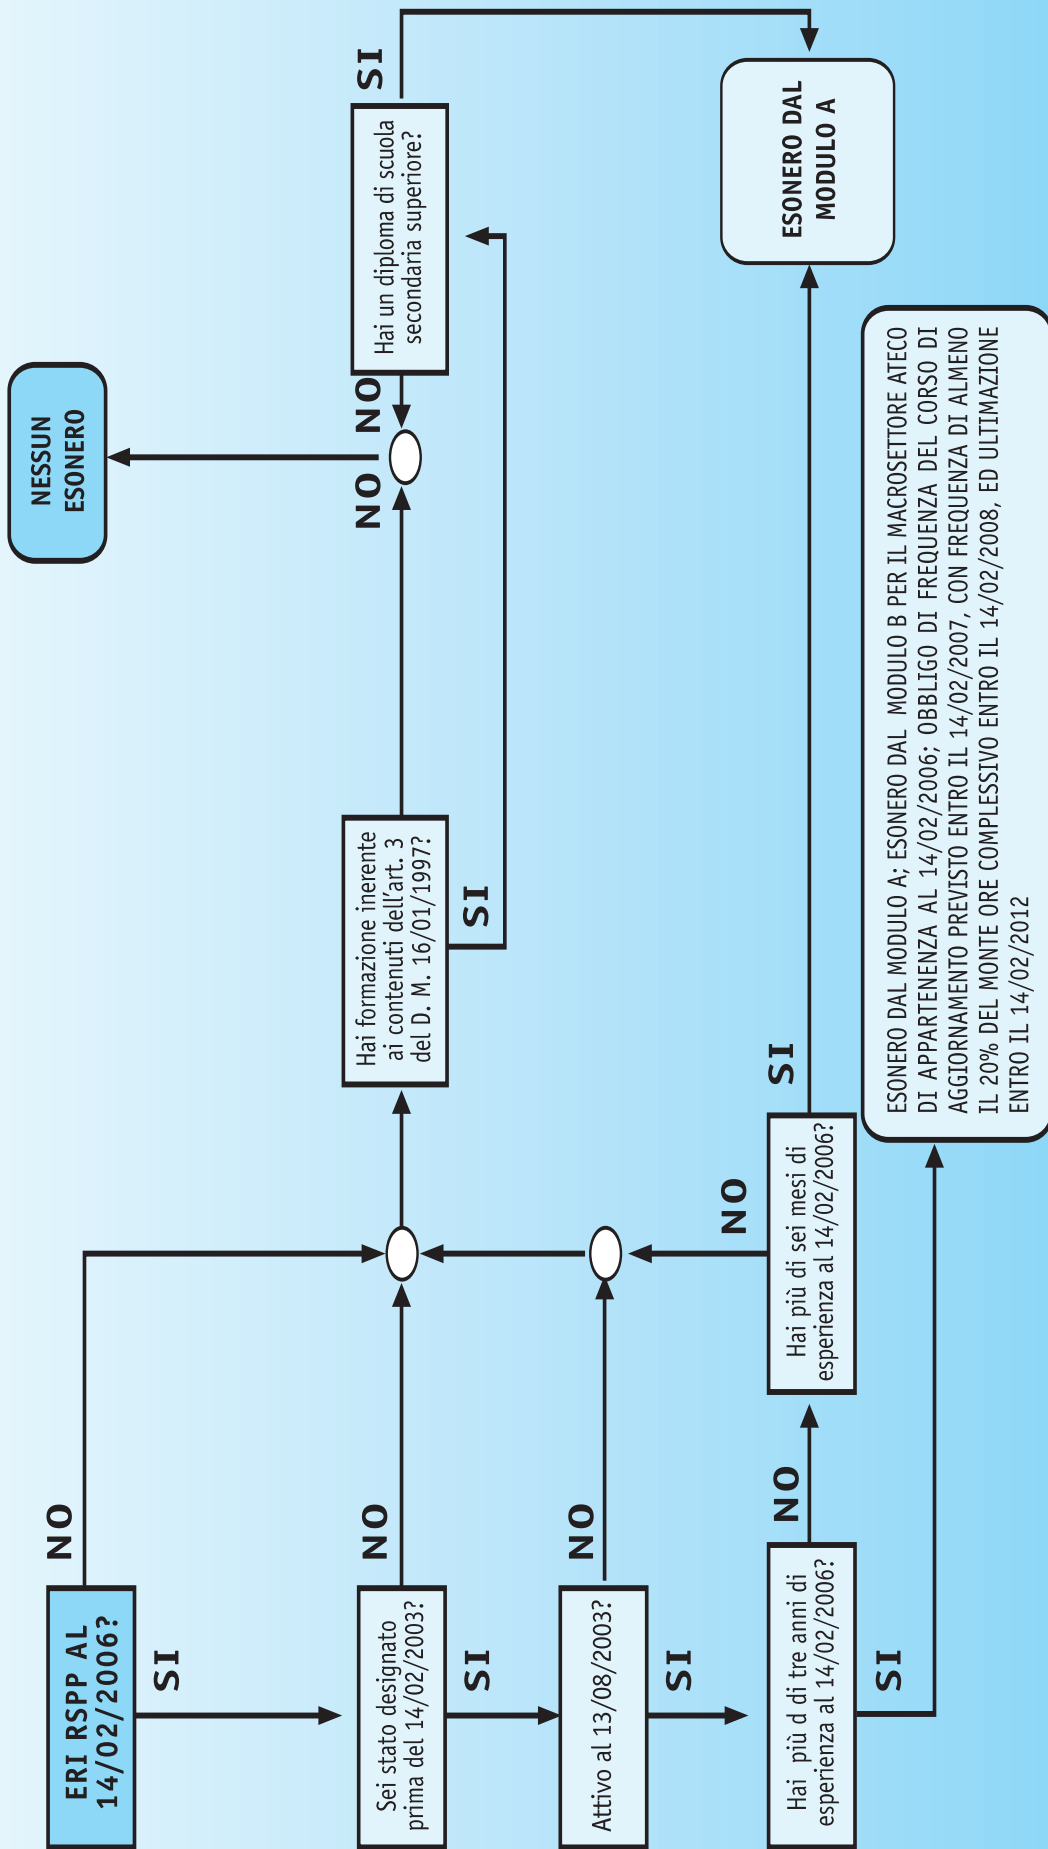 ERI RSPP AL
14/02/2006?
NO
SI
NESSUN
ESONERO
Sei stato designato
prima del 14/02/2003?
NO
SI
Hai formazione inerente
ai contenuti dell'art. 3
del D. M. 16/01/1997?
NO
SI
Hai un diploma di scuola
secondaria superiore?
NO
SI
Attivo al 13/08/2003?
NO
SI
Hai più d tre anni di
esperienza al 14/02/2006?
NO
SI
Hai più di sei mesi di
esperienza al 14/02/2006?
NO
SI
ESONERO DAL
MODULO A
ESONERO DAL MODULO A; ESONERO DAL MODULO B PER IL MACROSETTORE ATECO
DI APPARTENENZA AL 14/02/2006; OBBLIGO DI FREQUENZA DEL CORSO DI
AGGIORNAMENTO PREVISTO ENTRO IL 14/02/2007, CON FREQUENZA DI ALMENO
IL 20% DEL MONTE ORE COMPLESSIVO ENTRO IL 14/02/2008, ED ULTIMAZIONE
ENTRO IL 14/02/2012